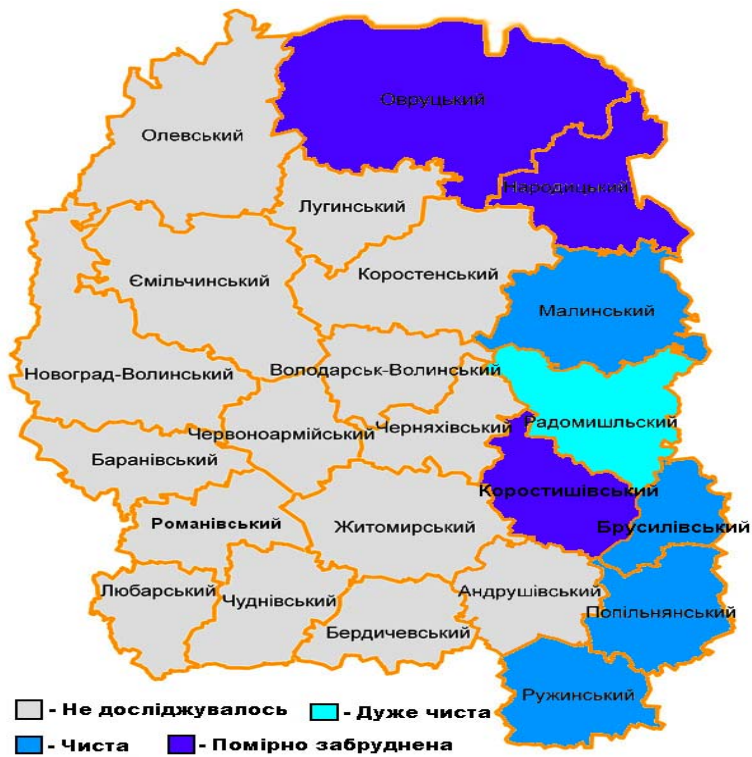 Овруцький
Олевський
Народицький
Лугинський
Коростенський
Ємільчинський
Малинський
Новоград-Волинський
Володарськ-Волинський
Радомишльский
Червоноармійський
Черняхівський
Баранівський
Коростишівський
Романівський
Житомирський
Брусилівський
Любарський
Чуднівський
Андрушівський
Попільнянський
Бердичевський
Ружинський
- Не досліджувалось
- Дуже чиста
- Чиста
- Помірно забруднена